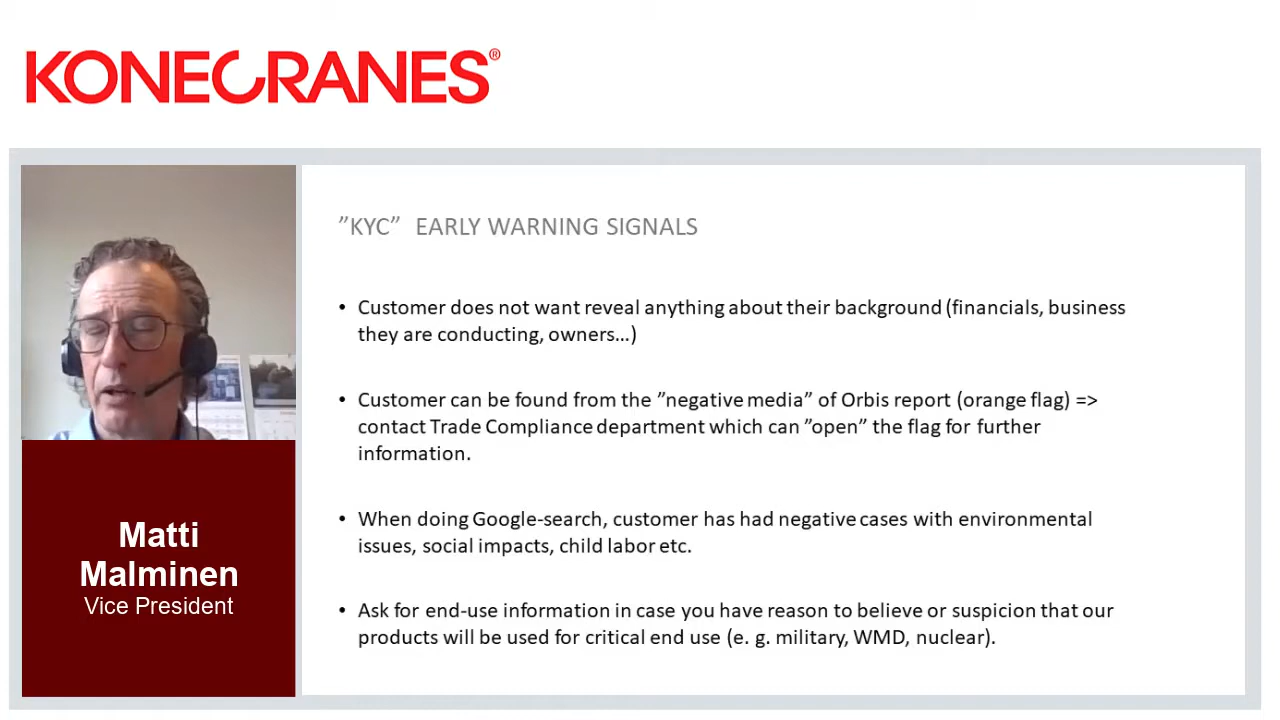 KONECRANES®
”KYC” EARLY WARNING SIGNALS
• Customer does not want reveal anything about their background (financials, business
they are conducting, owners…)
• Customer can be found from the ”negative media” of Orbis report (orange flag) =>
contact Trade Compliance department which can ”open” the flag for further
information.
• When doing Google-search, customer has had negative cases with environmental
issues, social impacts, child labor etc.
• Ask for end-use information in case you have reason to believe or suspicion that our
products will be used for critical end use (e. g. military, WMD, nuclear).
Matti
Malminen
Vice President